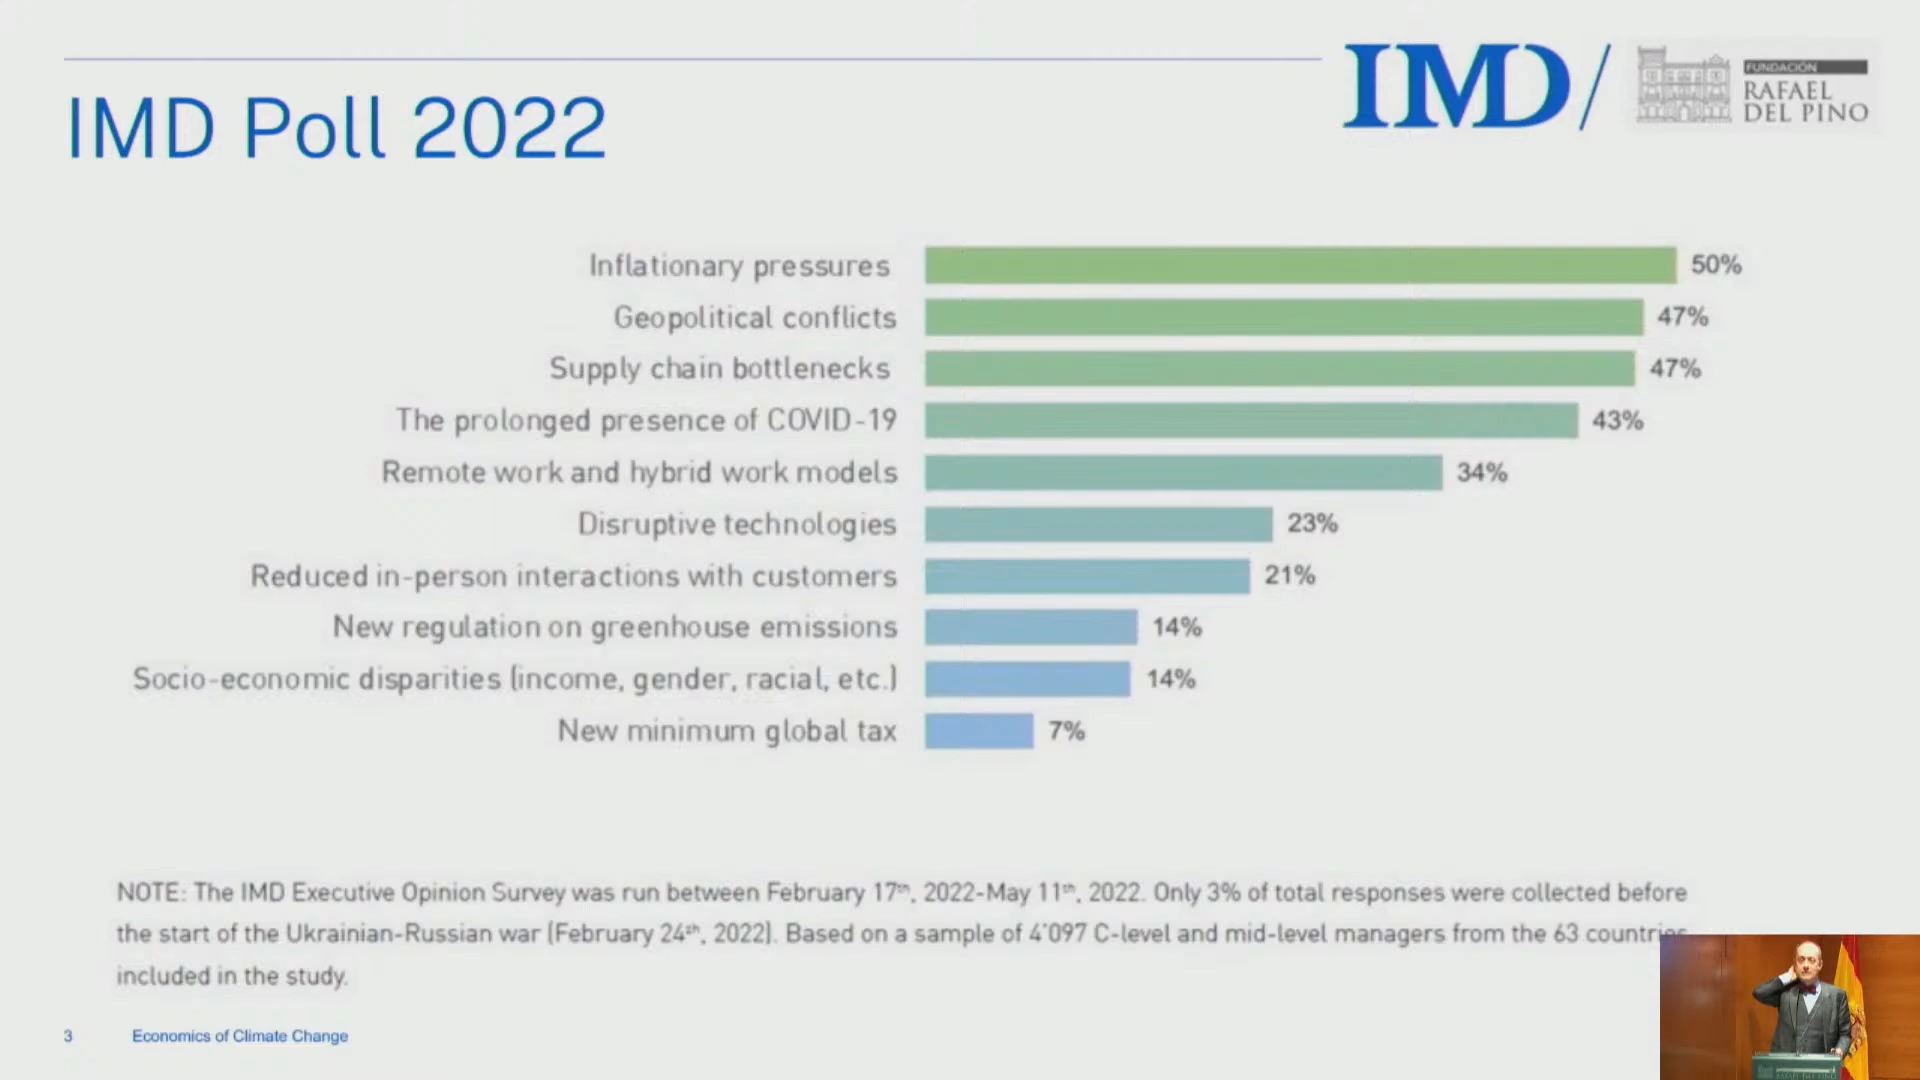 IMD Poll 2022
IMD
FUNDACIÓN
RAFAEL
DEL PINO
Inflationary pressures 50%
Geopolitical conflicts 47%
Supply chain bottlenecks 47%
The prolonged presence of COVID-19 43%
Remote work and hybrid work models 34%
Disruptive technologies 23%
Reduced in-person interactions with customers 21%
New regulation on greenhouse emissions 14%
Socio-economic disparities (income, gender, racial, etc.) 14%
New minimum global tax 7%
NOTE: The IMD Executive Opinion Survey was run between February 17th, 2022-May 11th, 2022. Only 3% of total responses were collected before
the start of the Ukrainian-Russian war (February 24th, 2022). Based on a sample of 4'097 C-level and mid-level managers from the 63 countries
included in the study.
3 Economics of Climate Change
RAFAEL DEL PINO